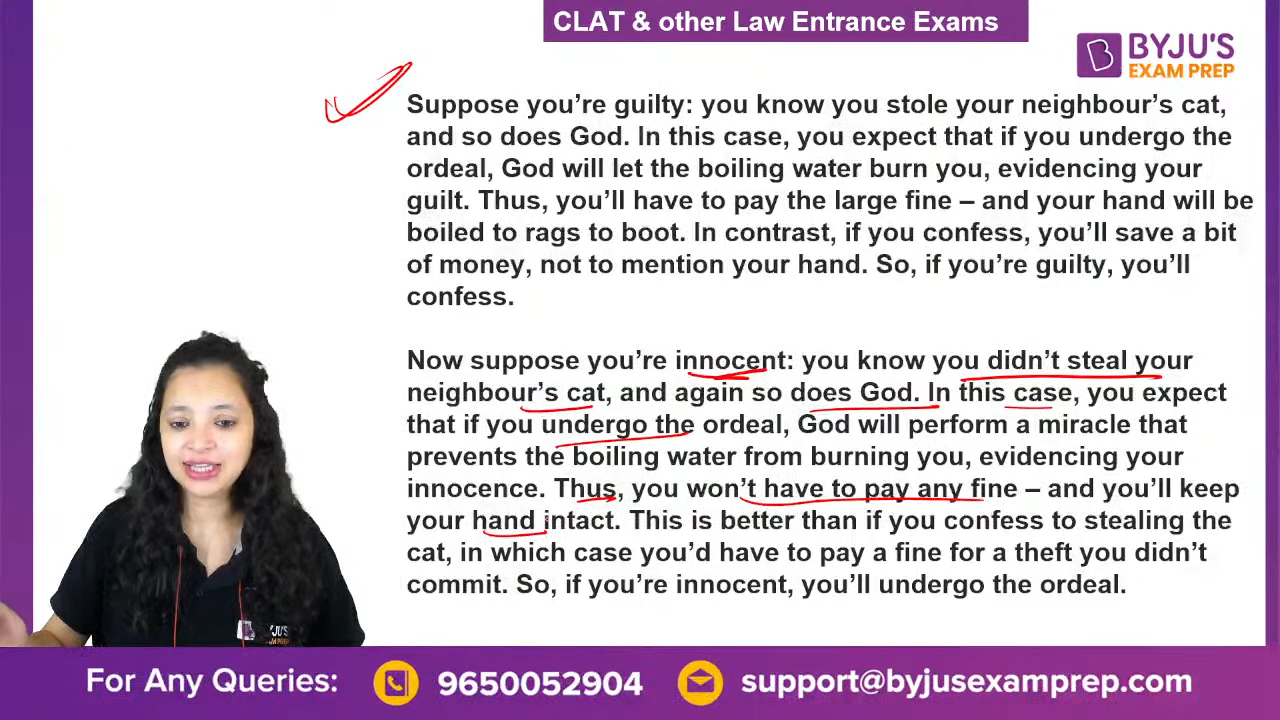 CLAT & other Law Entrance Exams
BYJU'S
EXAM PREP
Suppose you're guilty: you know you stole your neighbour's cat,
and so does God. In this case, you expect that if you undergo the
ordeal, God will let the boiling water burn you, evidencing your
guilt. Thus, you'll have to pay the large fine – and your hand will be
boiled to rags to boot. In contrast, if you confess, you'll save a bit
of money, not to mention your hand. So, if you're guilty, you'll
confess.
Now suppose you're innocent: you know you didn't steal your
neighbour's cat, and again so does God. In this case, you expect
that if you undergo the ordeal, God will perform a miracle that
prevents the boiling water from burning you, evidencing your
innocence. Thus, you won't have to pay any fine – and you'll keep
your hand intact. This is better than if you confess to stealing the
cat, in which case you'd have to pay a fine for a theft you didn't
commit. So, if you're innocent, you'll undergo the ordeal.
BYJU'S
EXAM PREP
For Any Queries:
9650052904
support@byjusexamprep.com